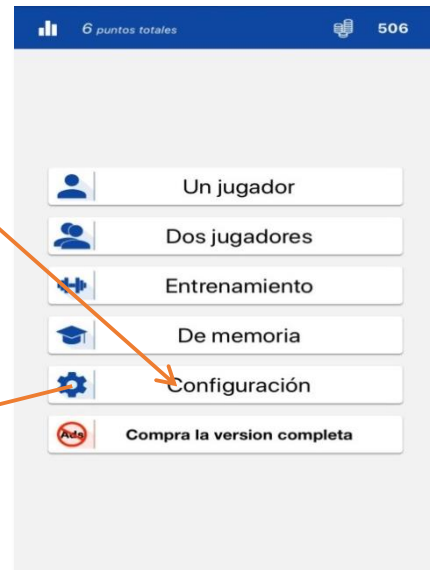 6 puntos totales 506
Un jugador
Dos jugadores
Entrenamiento
De memoria
Configuración
Ads Compra la version completa